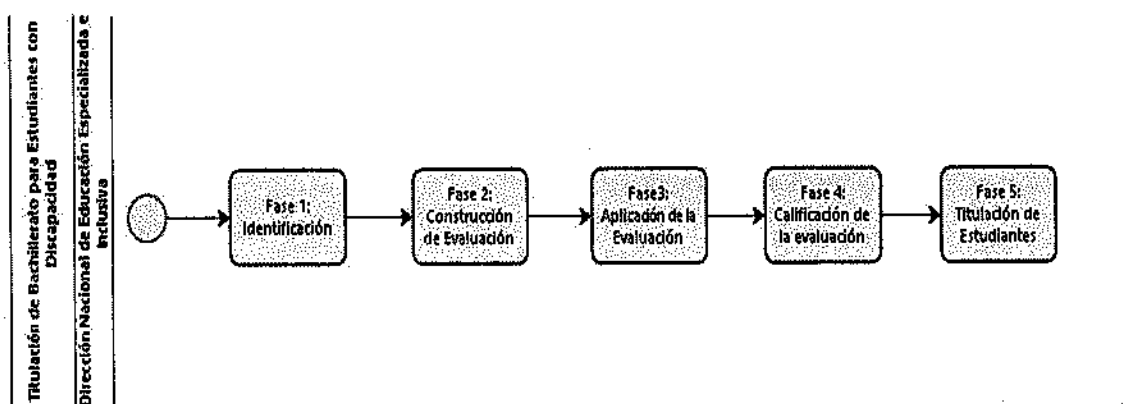 Titulación de Bachillerato para Estudiantes con
Discapacidad
Dirección Nacional de Educación Especializada e
Inclusiva
Fase 1:
Identificación
Fase 2:
Construcción
de Evaluación
Fase3:
Aplicación de la
Evaluación
Fase 4:
Calificación de
la evaluación
Fase 5:
Titulación de
Estudiantes